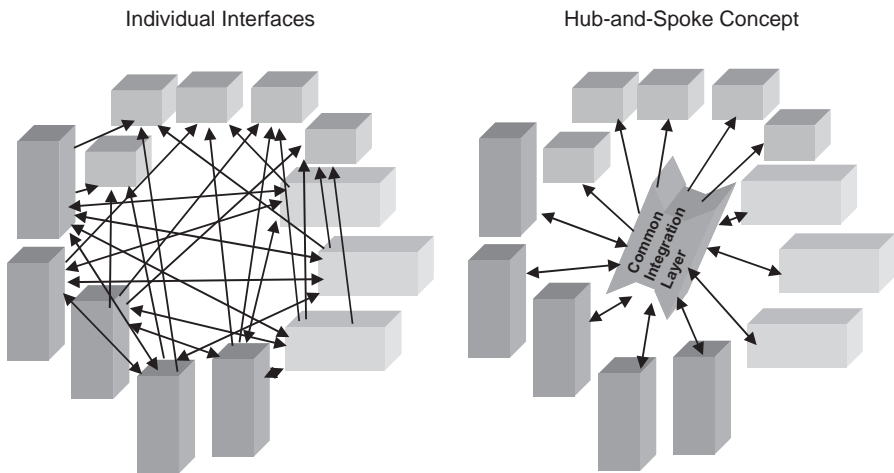 Individual Interfaces
Hub-and-Spoke Concept
Common
Integration
Layer